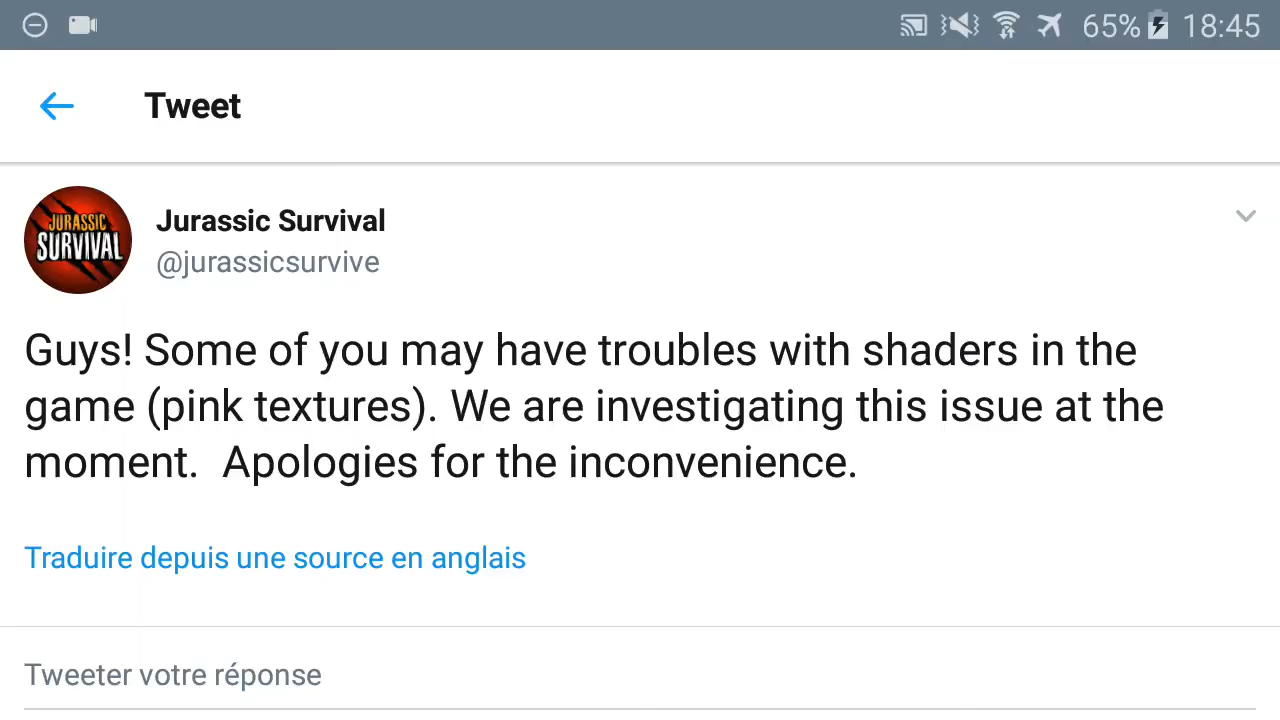 65% 18:45
Tweet
JURASSIC
SURVIVAL
Jurassic Survival
@jurassicsurvive
Guys! Some of you may have troubles with shaders in the
game (pink textures). We are investigating this issue at the
moment.  Apologies for the inconvenience.
Traduire depuis une source en anglais
Tweeter votre réponse